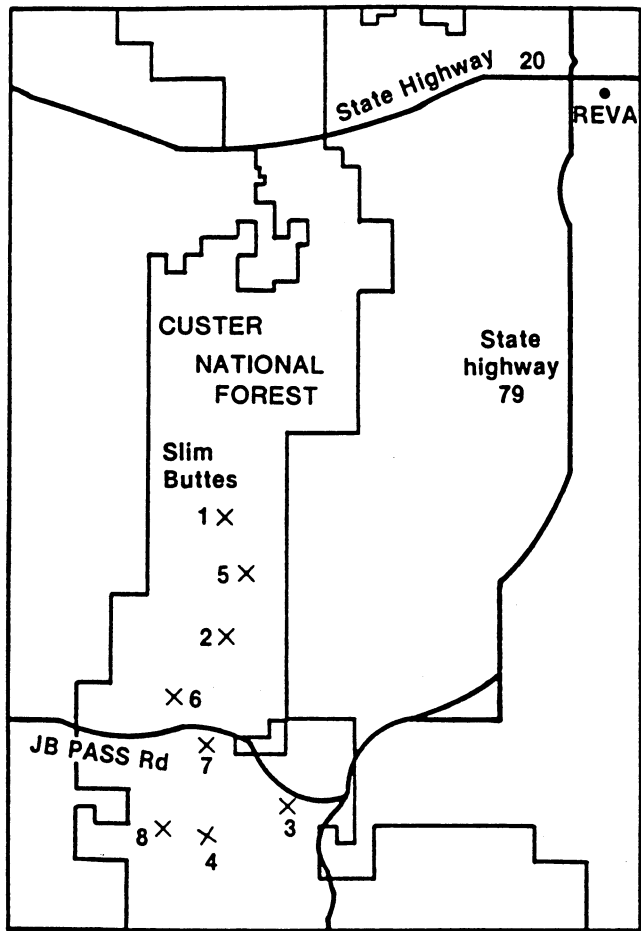 State Highway 20
REVA
CUSTER
NATIONAL
FOREST
State
highway
79
Slim
Buttes
1
5
2
6
JB PASS Rd
7
3
8
4